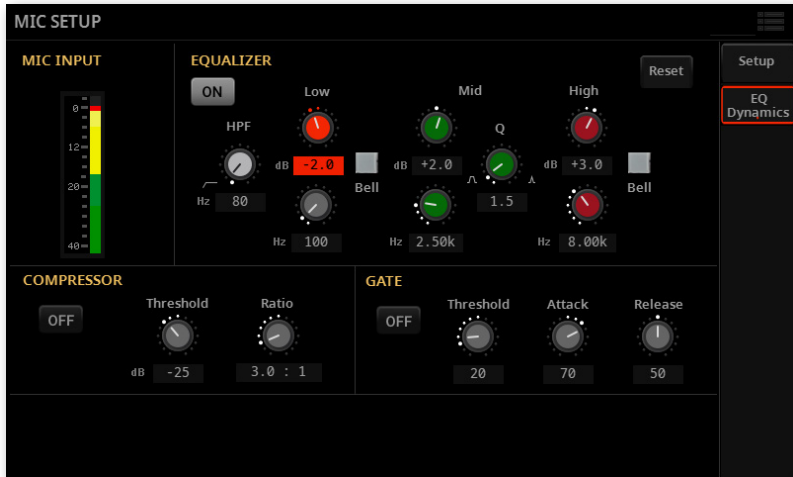 MIC SETUP
MIC INPUT
0
12
20
40
EQUALIZER
ON
Reset
Low
Mid
High
HPF
Q
dB -2.0
Bell
dB +2.0
dB +3.0
Bell
Hz 80
1.5
Hz 100
Hz 2.50k
Hz 8.00k
COMPRESSOR
OFF
Threshold
Ratio
dB -25
3.0 : 1
GATE
OFF
Threshold
Attack
Release
20
70
50
Setup
EQ
Dynamics